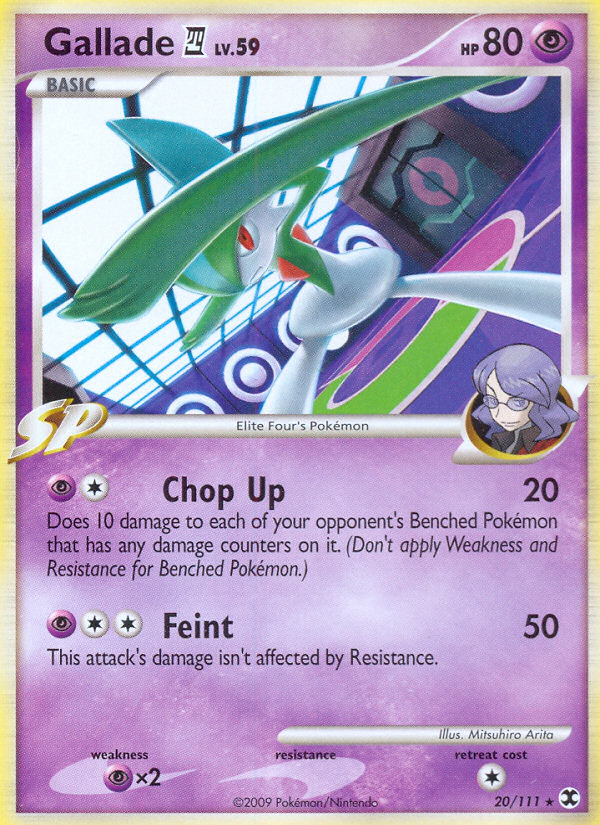 Gallade 4 LV.59 HP 80
BASIC
SP
Elite Four's Pokémon
Chop Up 20
Does 10 damage to each of your opponent's Benched Pokémon
that has any damage counters on it. (Don't apply Weakness and
Resistance for Benched Pokémon.)
Feint 50
This attack's damage isn't affected by Resistance.
Illus. Mitsuhiro Arita
weakness resistance retreat cost
×2
©2009 Pokémon/Nintendo 20/111 ★